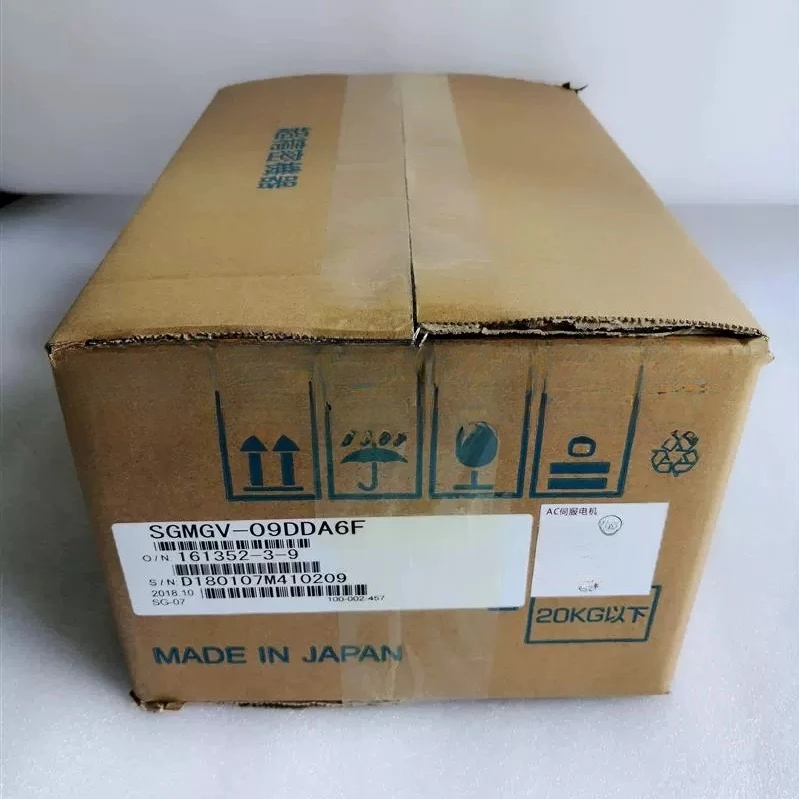 SGMGV-09DDA6F
O/N. 161352-3-9
S/N. D180107M410209
2018.10
SG-07
100-002 457
AC伺服电机
20KG以下
MADE IN JAPAN